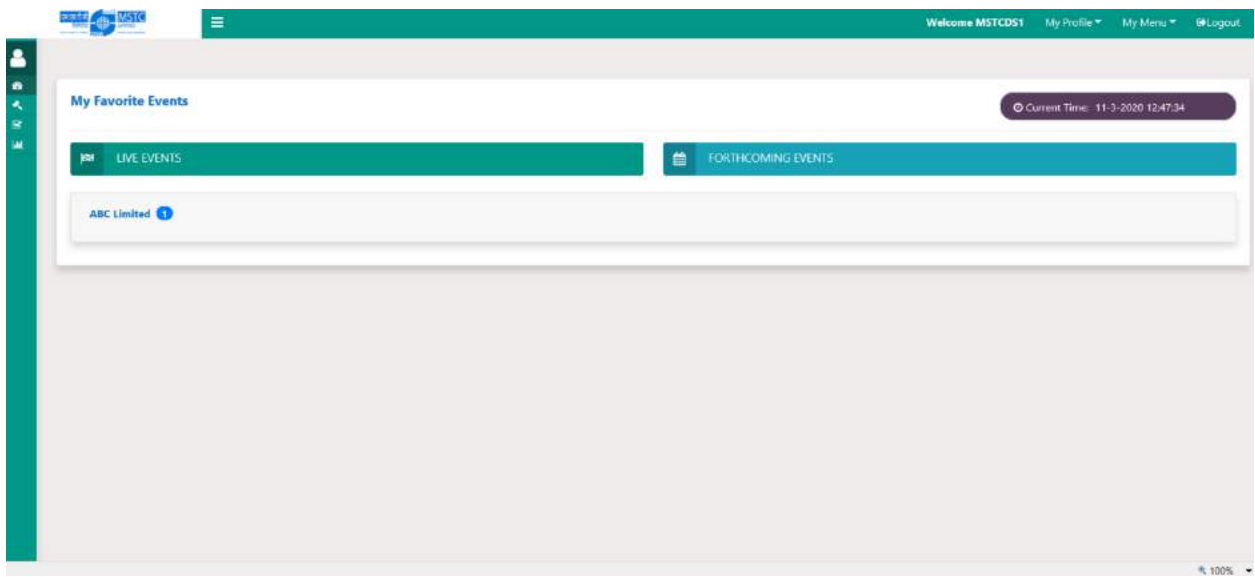 MSTC
Welcome MSTCDS1 My Profile My Menu Logout
My Favorite Events
Current Time: 11-3-2020 12:47:34
LIVE EVENTS
FORTHCOMING EVENTS
ABC Limited 1
100%